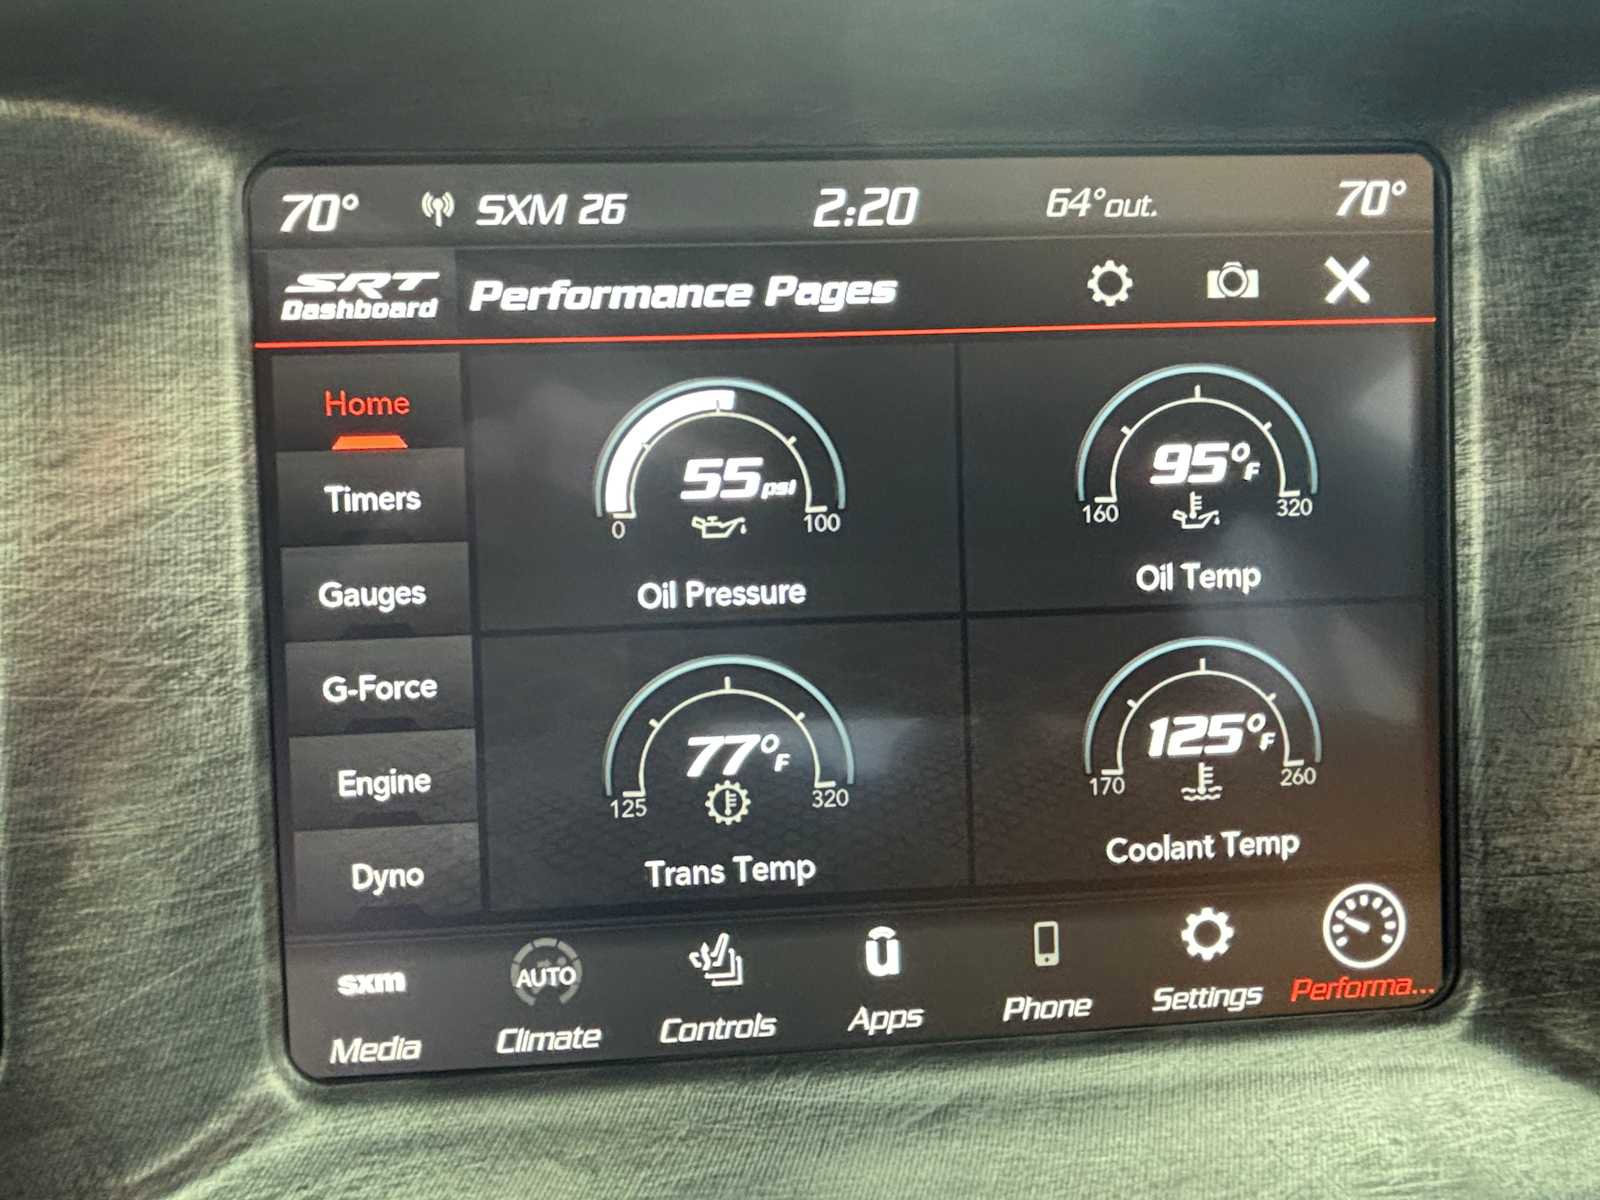 70° SXM 26 2:20 64°out. 70°
SRT
Dashboard
Performance Pages
Home
Timers
Gauges
G-Force
Engine
Dyno
55psi
0 100
Oil Pressure
95°F
160 320
Oil Temp
77°F
125 320
Trans Temp
125°F
170 260
Coolant Temp
sxm
Media
AUTO
Climate
Controls
u
Apps
Phone
Settings
Performa...